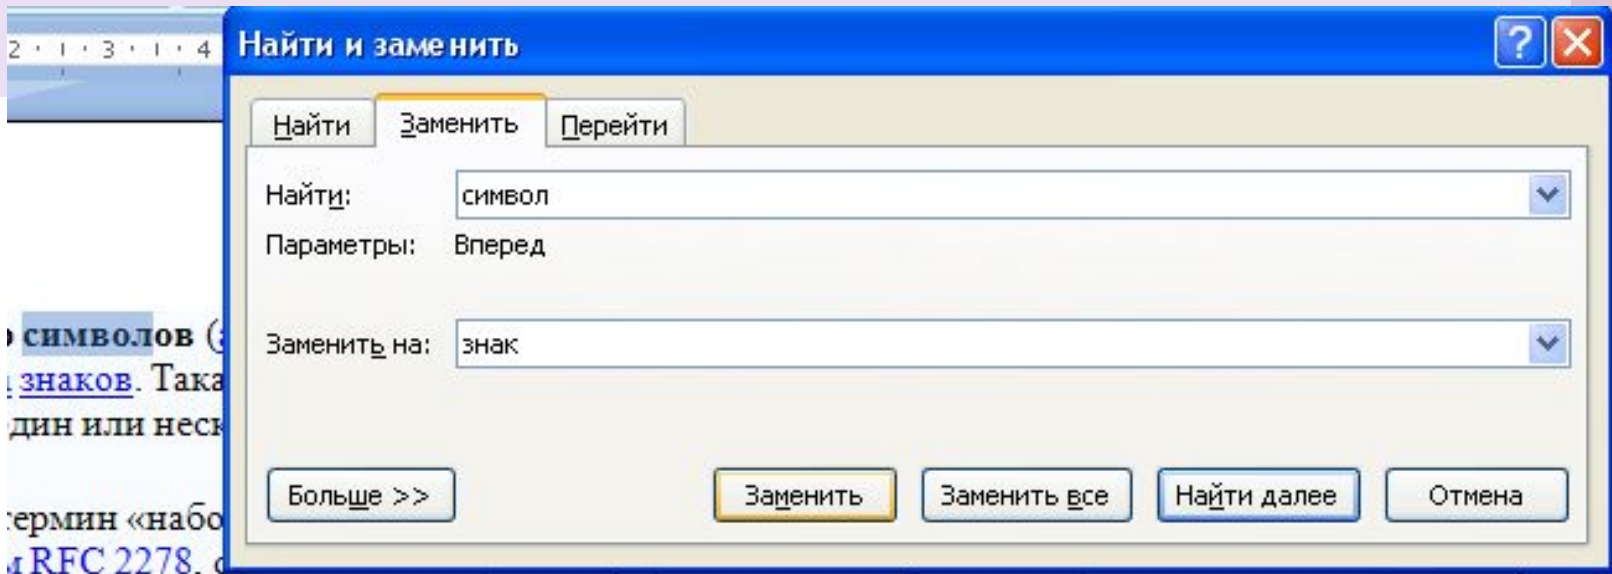 Найти и заменить
2 · ı · 3 · ı · 4
Найти Заменить Перейти
Найти: символ
Параметры: Вперед
символов (
Заменить на: знак
знаков. Така
один или неск
Больше >> Заменить Заменить все Найти далее Отмена
термин «набо
RFC 2278,